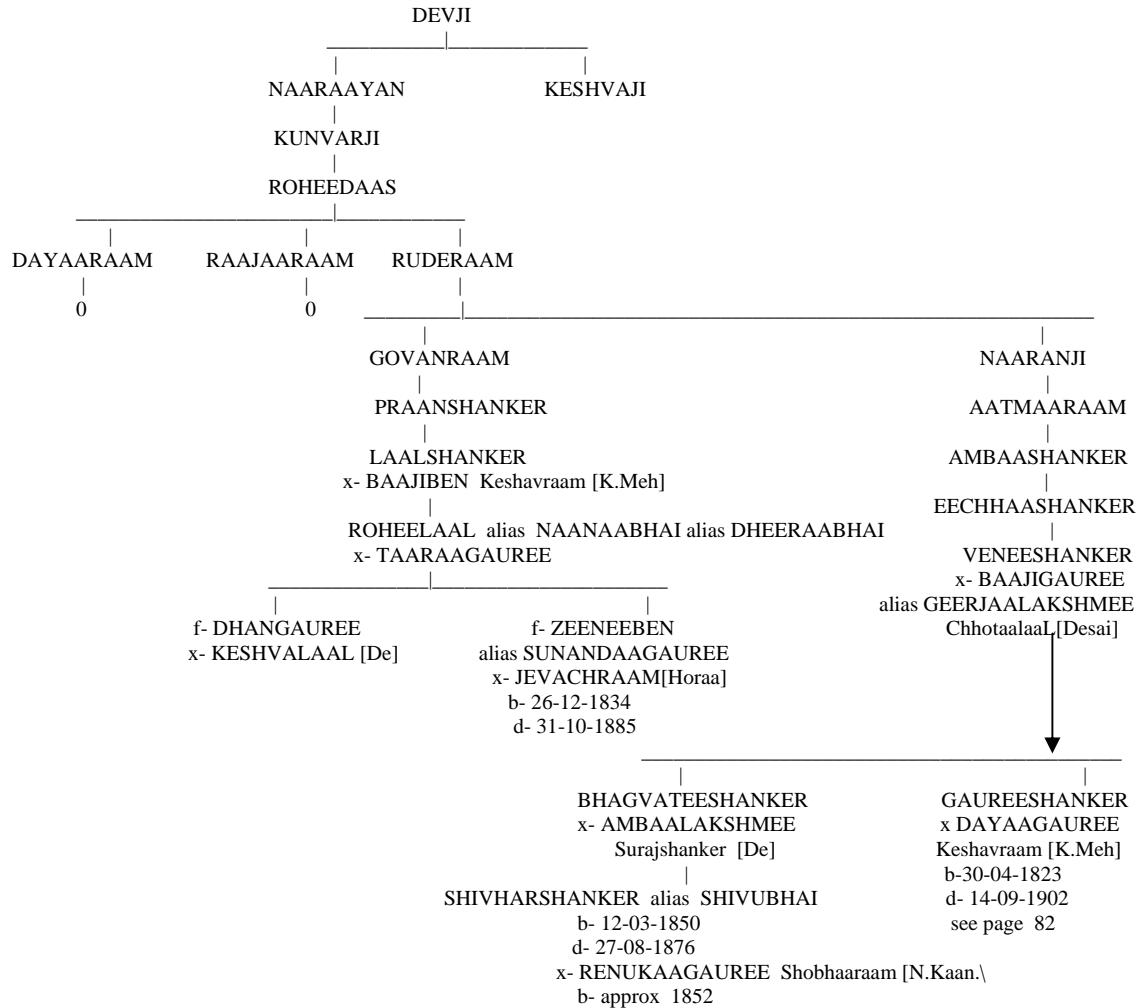 DEVJI
NAARAAYAN KESHVAJI
KUNVARJI
ROHEEDAAS
DAYAARAAM RAAJAARAAM RUDERAAM
0 0
GOVANRAAM NAARANJI
PRAANSHANKER AATMAARAAM
LAALSHANKER AMBAASHANKER
x- BAAJIBEN Keshavraam [K.Meh]
EECHHAASHANKER
ROHEELAAL alias NAANAABHAI alias DHEERAABHAI
x- TAARAAGAUREE VENEESHANKER
x- BAAJIGAUREE
alias GEERJAALAKSHMEE
f- DHANGAUREE f- ZEENEEBEN ChhotaalaaL[Desai]
x- KESHVALAAL [De] alias SUNANDAAGAUREE
x- JEVACHRAAM[Horaa]
b- 26-12-1834
d- 31-10-1885
BHAGVATEESHANKER GAUREESHANKER
x- AMBAALAKSHMEE x DAYAAGAUREE
Surajshanker [De] Keshavraam [K.Meh]
b-30-04-1823
SHIVHARSHANKER alias SHIVUBHAI d- 14-09-1902
b- 12-03-1850 see page 82
d- 27-08-1876
x- RENUKAAGAUREE Shobhaaraam [N.Kaan.\
b- approx 1852